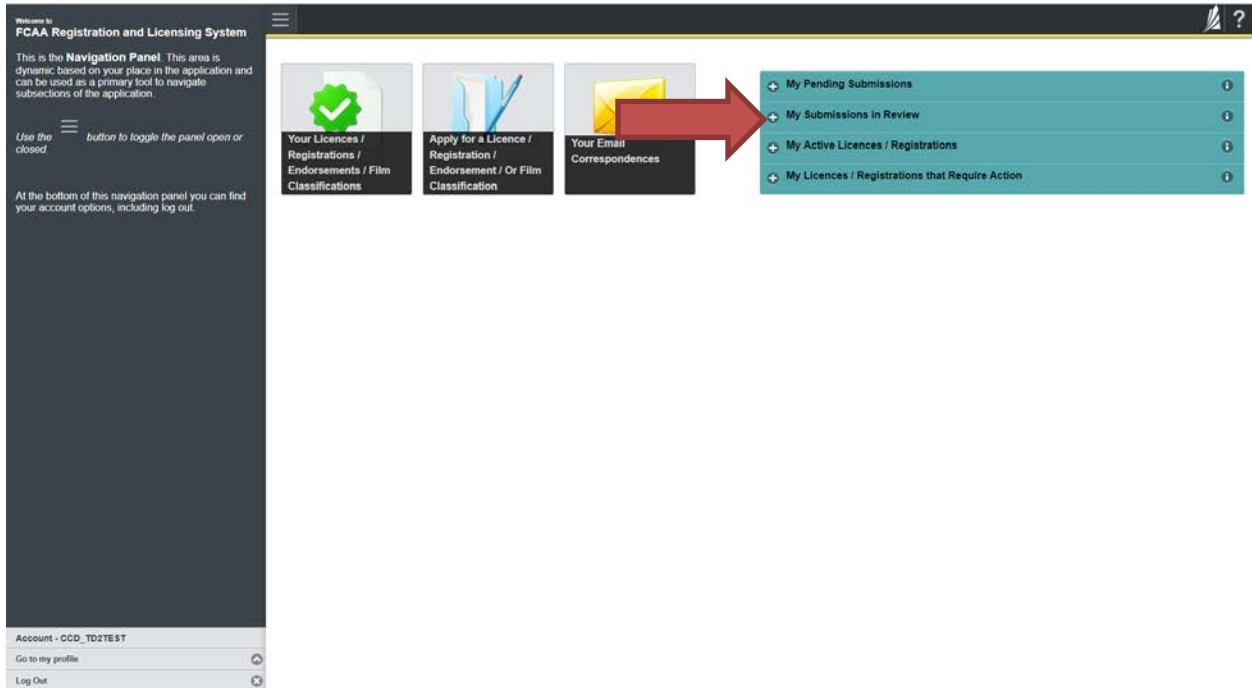 Welcome to
FCAA Registration and Licensing System
This is the Navigation Panel. This area is
dynamic based on your place in the application and
can be used as a primary tool to navigate
subsections of the application.
Use the button to toggle the panel open or
closed.
At the bottom of this navigation panel you can find
your account options, including log out.
Account - CCD_TD2TEST
Go to my profile
Log Out
?
Your Licences /
Registrations /
Endorsements / Film
Classifications
Apply for a Licence /
Registration /
Endorsement / Or Film
Classification
Your Email
Correspondences
My Pending Submissions
My Submissions in Review
My Active Licences / Registrations
My Licences / Registrations that Require Action